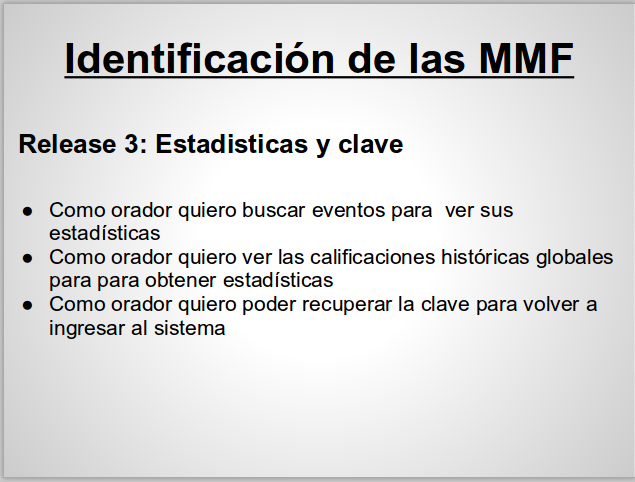 Identificación de las MMF
Release 3: Estadisticas y clave
● Como orador quiero buscar eventos para  ver sus
estadísticas
● Como orador quiero ver las calificaciones históricas globales
para para obtener estadísticas
● Como orador quiero poder recuperar la clave para volver a
ingresar al sistema